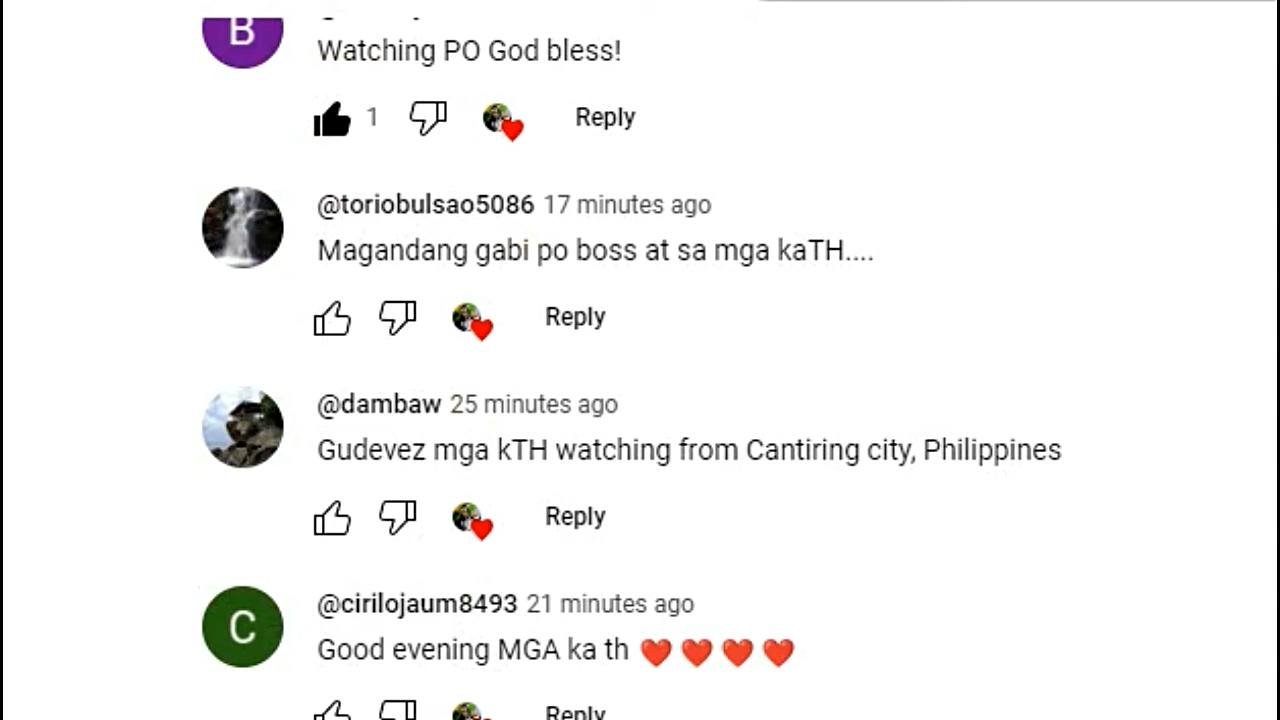 B
Watching PO God bless!
1 Reply
@toriobulsao5086 17 minutes ago
Magandang gabi po boss at sa mga kaTH....
Reply
@dambaw 25 minutes ago
Gudevez mga kTH watching from Cantiring city, Philippines
Reply
C
@cirilojaum8493 21 minutes ago
Good evening MGA ka th ❤️ ❤️ ❤️ ❤️
Reply